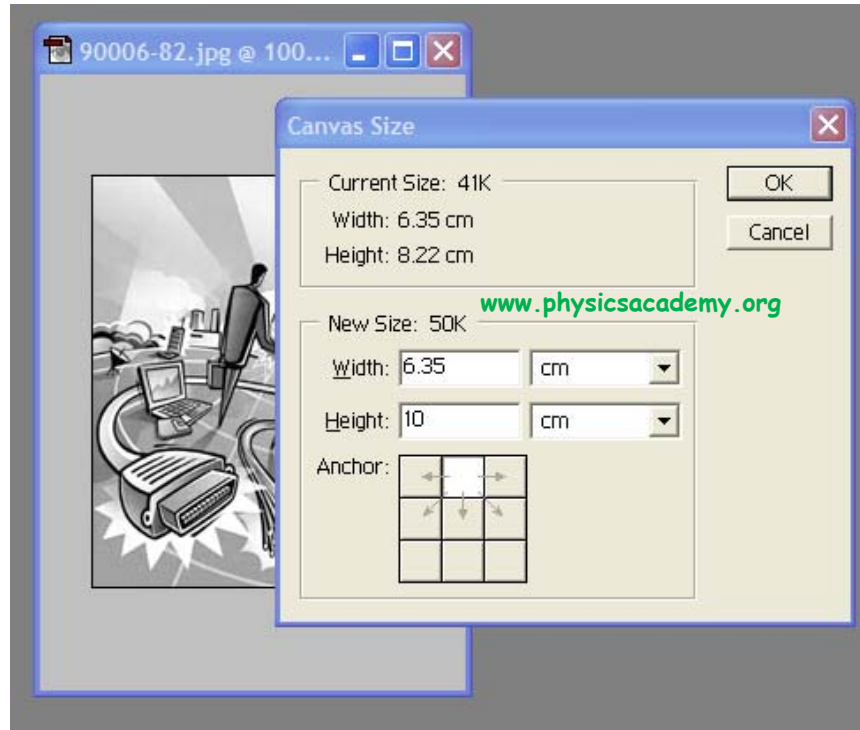 90006-82.jpg @ 100...
Canvas Size
Current Size: 41K
Width: 6.35 cm
Height: 8.22 cm
OK
Cancel
www.physicsacademy.org
New Size: 50K
Width: 6.35 cm
Height: 10 cm
Anchor: